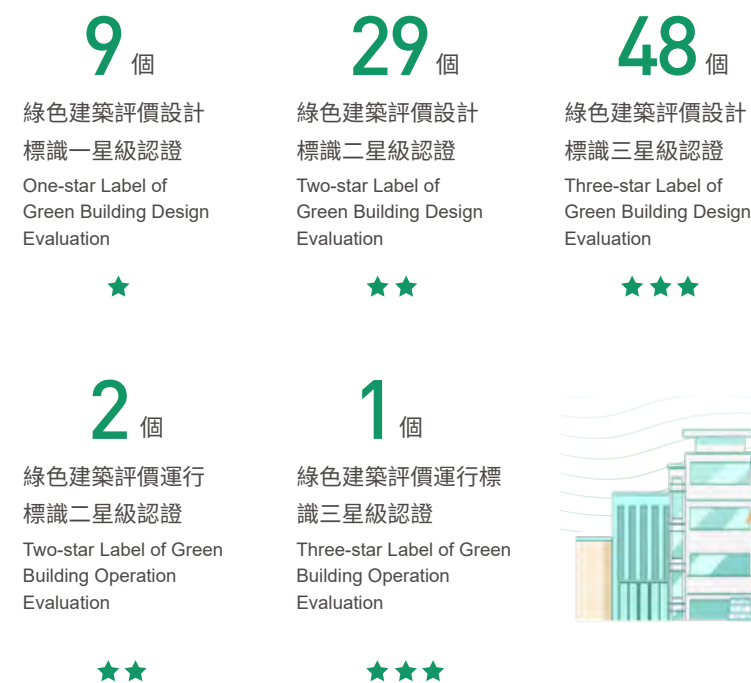 9 個
綠色建築評價設計
標識一星級認證
One-star Label of
Green Building Design
Evaluation
29 個
綠色建築評價設計
標識二星級認證
Two-star Label of
Green Building Design
Evaluation
48 個
綠色建築評價設計
標識三星級認證
Three-star Label of
Green Building Design
Evaluation
2 個
綠色建築評價運行
標識二星級認證
Two-star Label of Green
Building Operation
Evaluation
1 個
綠色建築評價運行標
識三星級認證
Three-star Label of Green
Building Operation
Evaluation